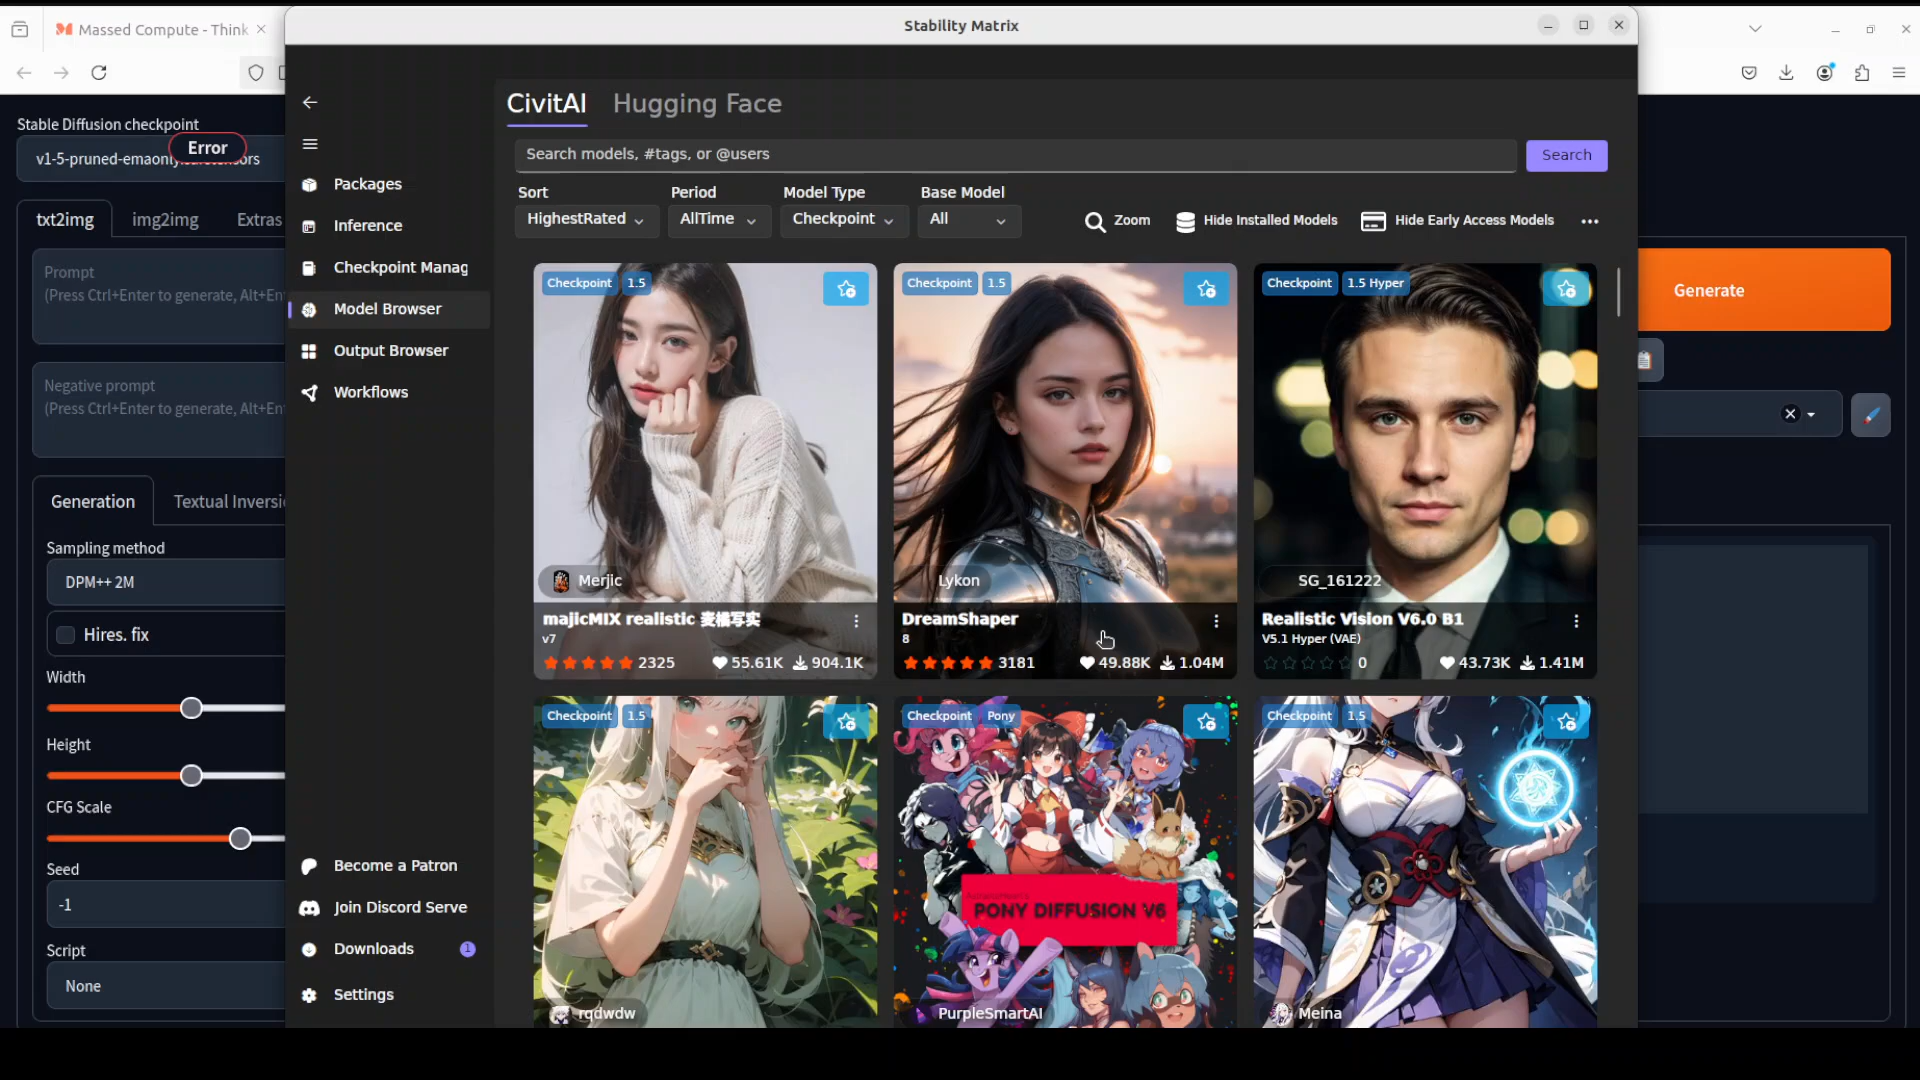 Massed Compute - Think
Stability Matrix
Stable Diffusion checkpoint
Error
txt2img
img2img
Extras
Prompt
(Press Ctrl+Enter to generate, Alt+En
Negative prompt
(Press Ctrl+Enter to generate, Alt+En
Generation
Textual Inversi
Sampling method
DPM++ 2M
Hires. fix
Width
Height
CFG Scale
Seed
-1
Script
None
Packages
Inference
Checkpoint Manag
Model Browser
Output Browser
Workflows
Become a Patron
Join Discord Serve
Downloads
1
Settings
CivitAI
Hugging Face
Search models, #tags, or @users
Search
Sort
Period
Model Type
Base Model
HighestRated
AllTime
Checkpoint
All
Zoom
Hide Installed Models
Hide Early Access Models
Checkpoint 1.5
Merjic
majicMIX realistic 麦橘写实
v7
2325 55.61K 904.1K
Checkpoint 1.5
Lykon
DreamShaper
8
3181 49.88K 1.04M
Checkpoint 1.5 Hyper
SG_161222
Realistic Vision V6.0 B1
V5.1 Hyper (VAE)
0 43.73K 1.41M
Checkpoint 1.5
rqdwdw
Checkpoint Pony
PONY DIFFUSION V6
PurpleSmartAI
Checkpoint 1.5
Meina
Generate